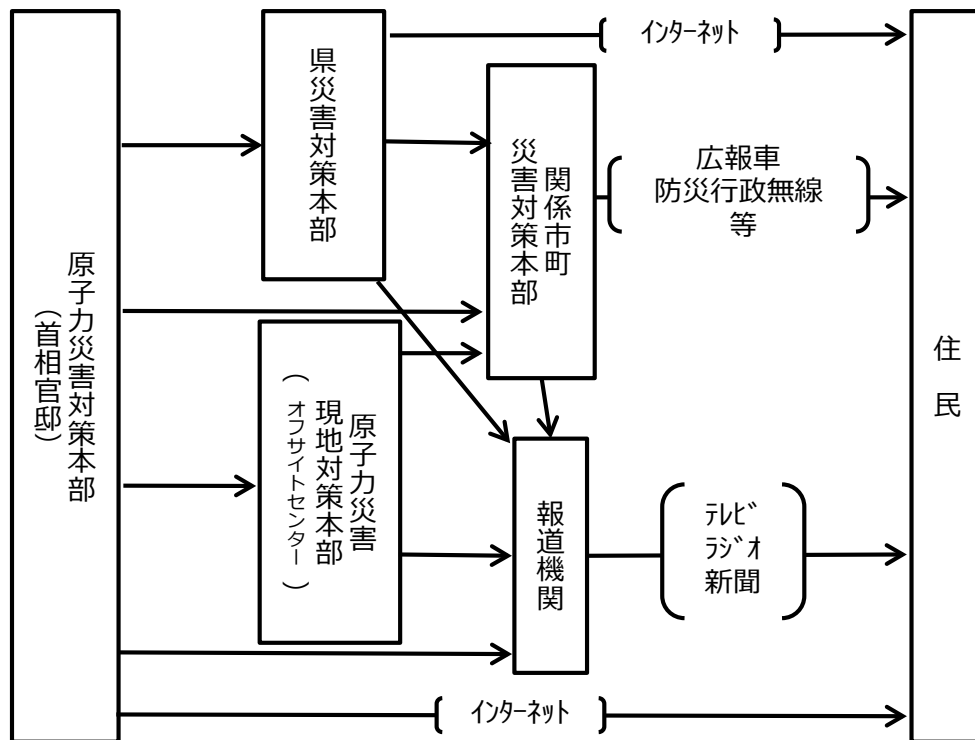 原子力災害対策本部
(首相官邸)
県災害対策本部
インターネット
関係市町
災害対策本部
広報車
防災行政無線
等
原子力災害
現地対策本部
(オフサイトセンター)
報道機関
テレビ
ラジオ
新聞
インターネット
住民